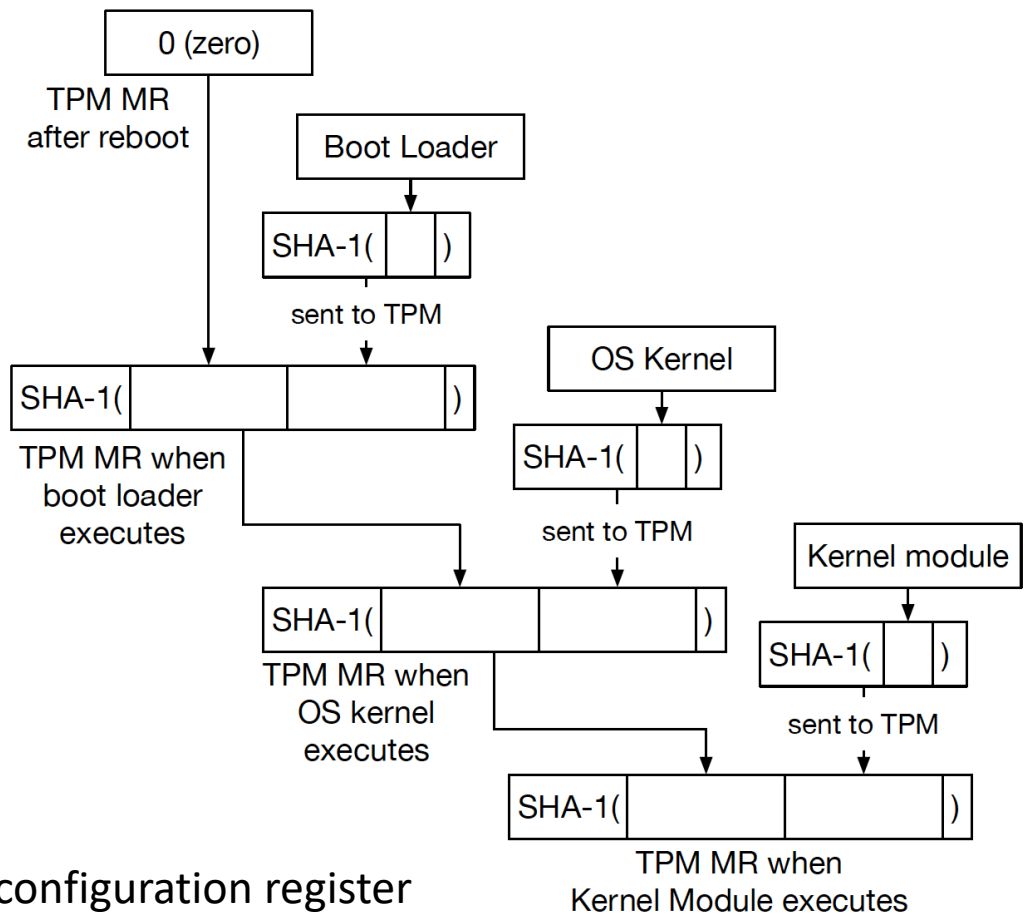 0 (zero)
TPM MR
after reboot
Boot Loader
SHA-1( )
sent to TPM
SHA-1( )
TPM MR when
boot loader
executes
OS Kernel
SHA-1( )
sent to TPM
SHA-1( )
TPM MR when
OS kernel
executes
Kernel module
SHA-1( )
sent to TPM
SHA-1( )
TPM MR when
Kernel Module executes
configuration register